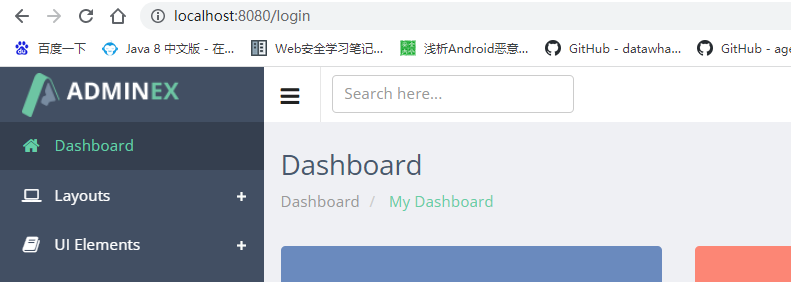 localhost:8080/login
百度一下 Java 8 中文版 - 在... Web安全学习笔记... 浅析Android恶意... GitHub - datawha... GitHub - age
ADMINEX Search here...
Dashboard
Dashboard
Layouts
Dashboard / My Dashboard
UI Elements